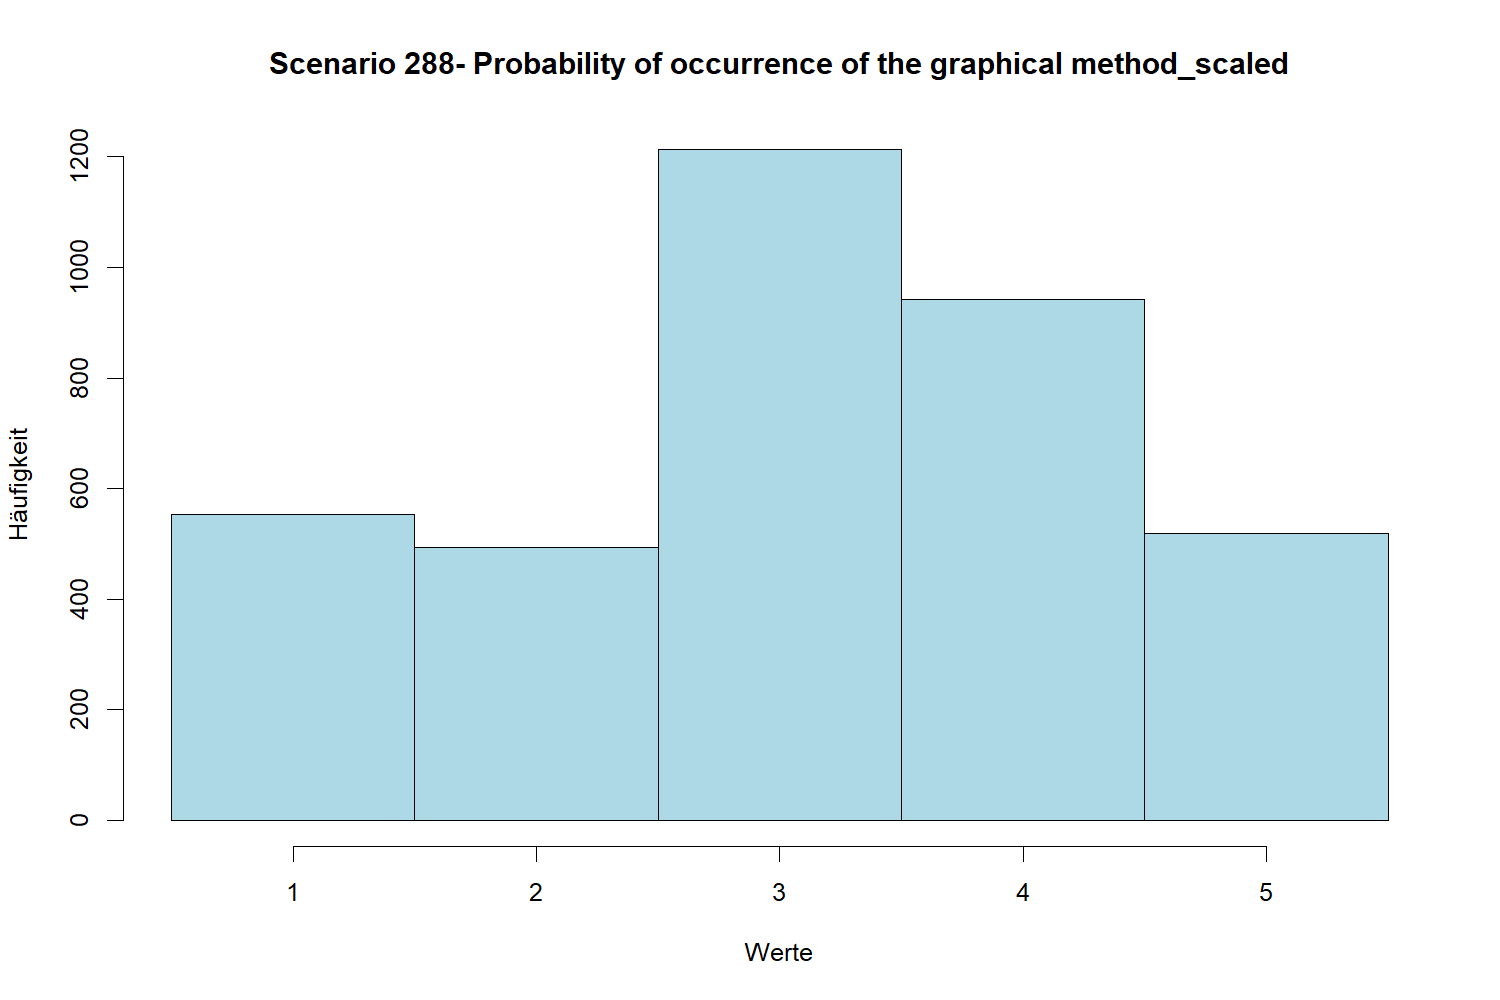 Scenario 288- Probability of occurrence of the graphical method_scaled
Häufigkeit
1200
1000
800
600
400
200
0
1 2 3 4 5
Werte